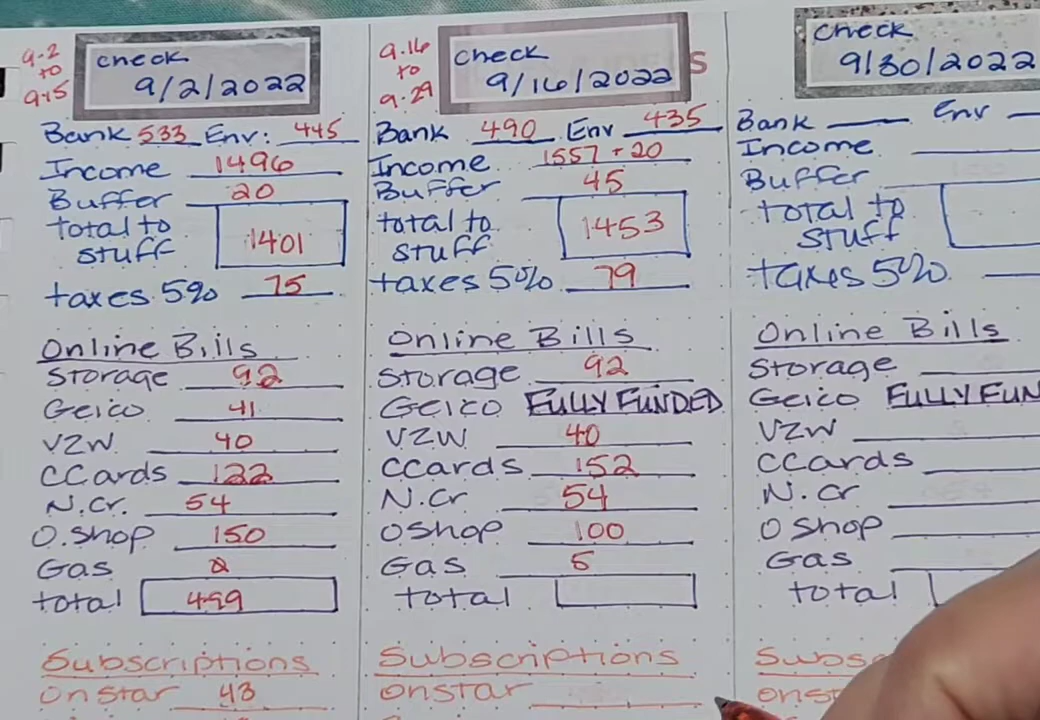 9.2 to 9.15
check
9/2/2022
Bank 533 Env: 445
Income 1496
Buffer 20
total to stuff 1401
taxes 5% 75
Online Bills
Storage 92
Geico 41
VZW 40
CCards 122
N.Cr. 54
O.Shop 150
Gas 2
total 499
Subscriptions
Onstar 43
9.16 to 9.29
check
9/16/2022
S
Bank 490 Env 435
Income 1557 + 20
Buffer 45
total to stuff 1453
taxes 5% 79
Online Bills
Storage 92
Geico FULLY FUNDED
VZW 40
CCards 152
N.Cr 54
OShop 100
Gas 5
total
Subscriptions
Onstar
check
9/30/2022
Bank Env
Income
Buffer
total to stuff
taxes 5%
Online Bills
Storage
Geico FULLY FUN
VZW
CCards
N.Cr
O Shop
Gas
total
Subs
Onst